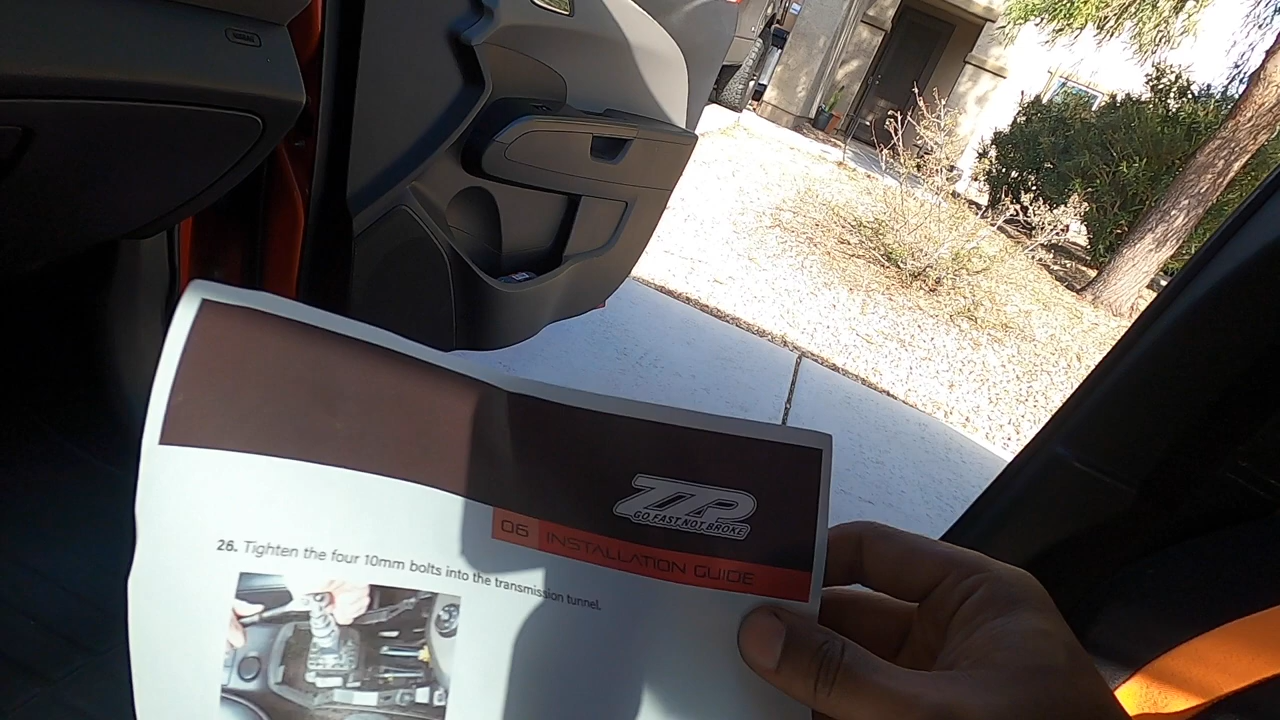 ZZP
GO FAST NOT BROKE
06 INSTALLATION GUIDE
26. Tighten the four 10mm bolts into the transmission tunnel.